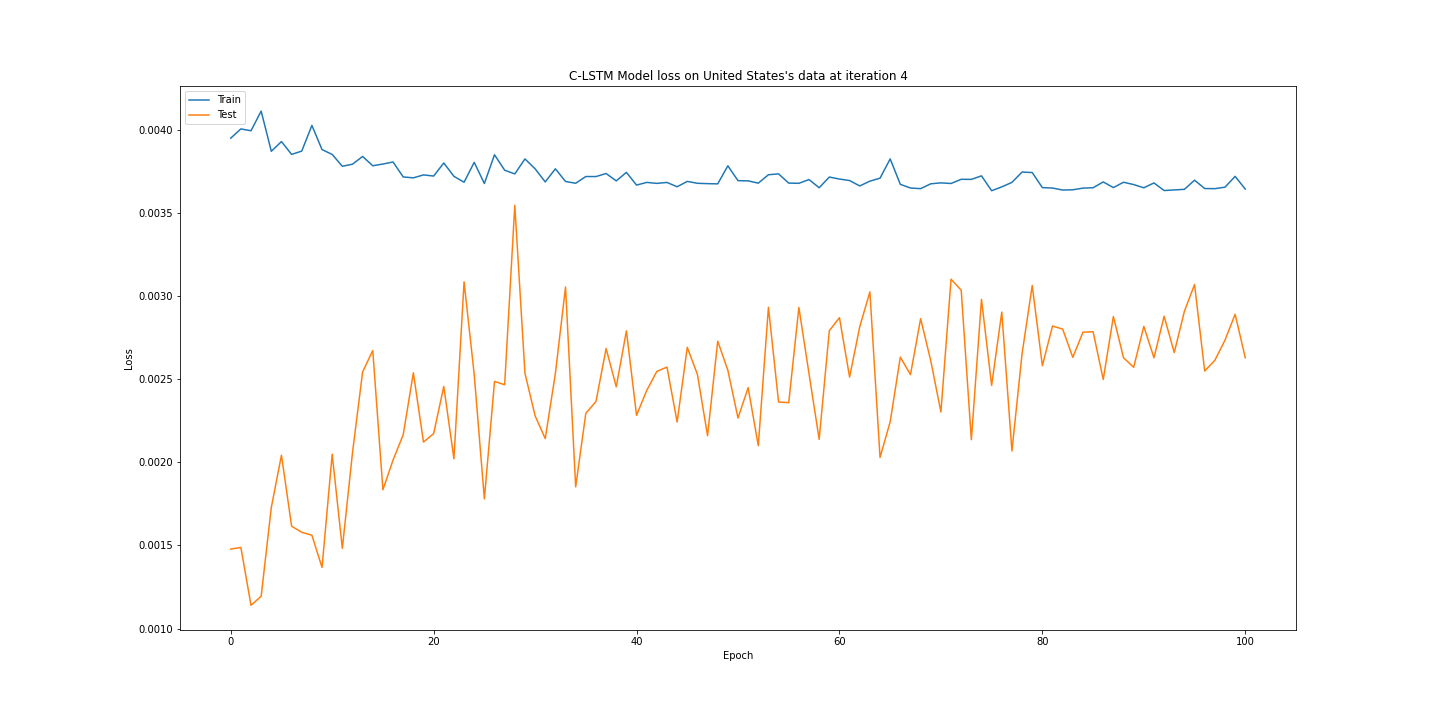 C-LSTM Model loss on United States's data at iteration 4
Train
Test
0.0040
0.0035
0.0030
0.0025
0.0020
0.0015
0.0010
Loss
0 20 40 60 80 100
Epoch